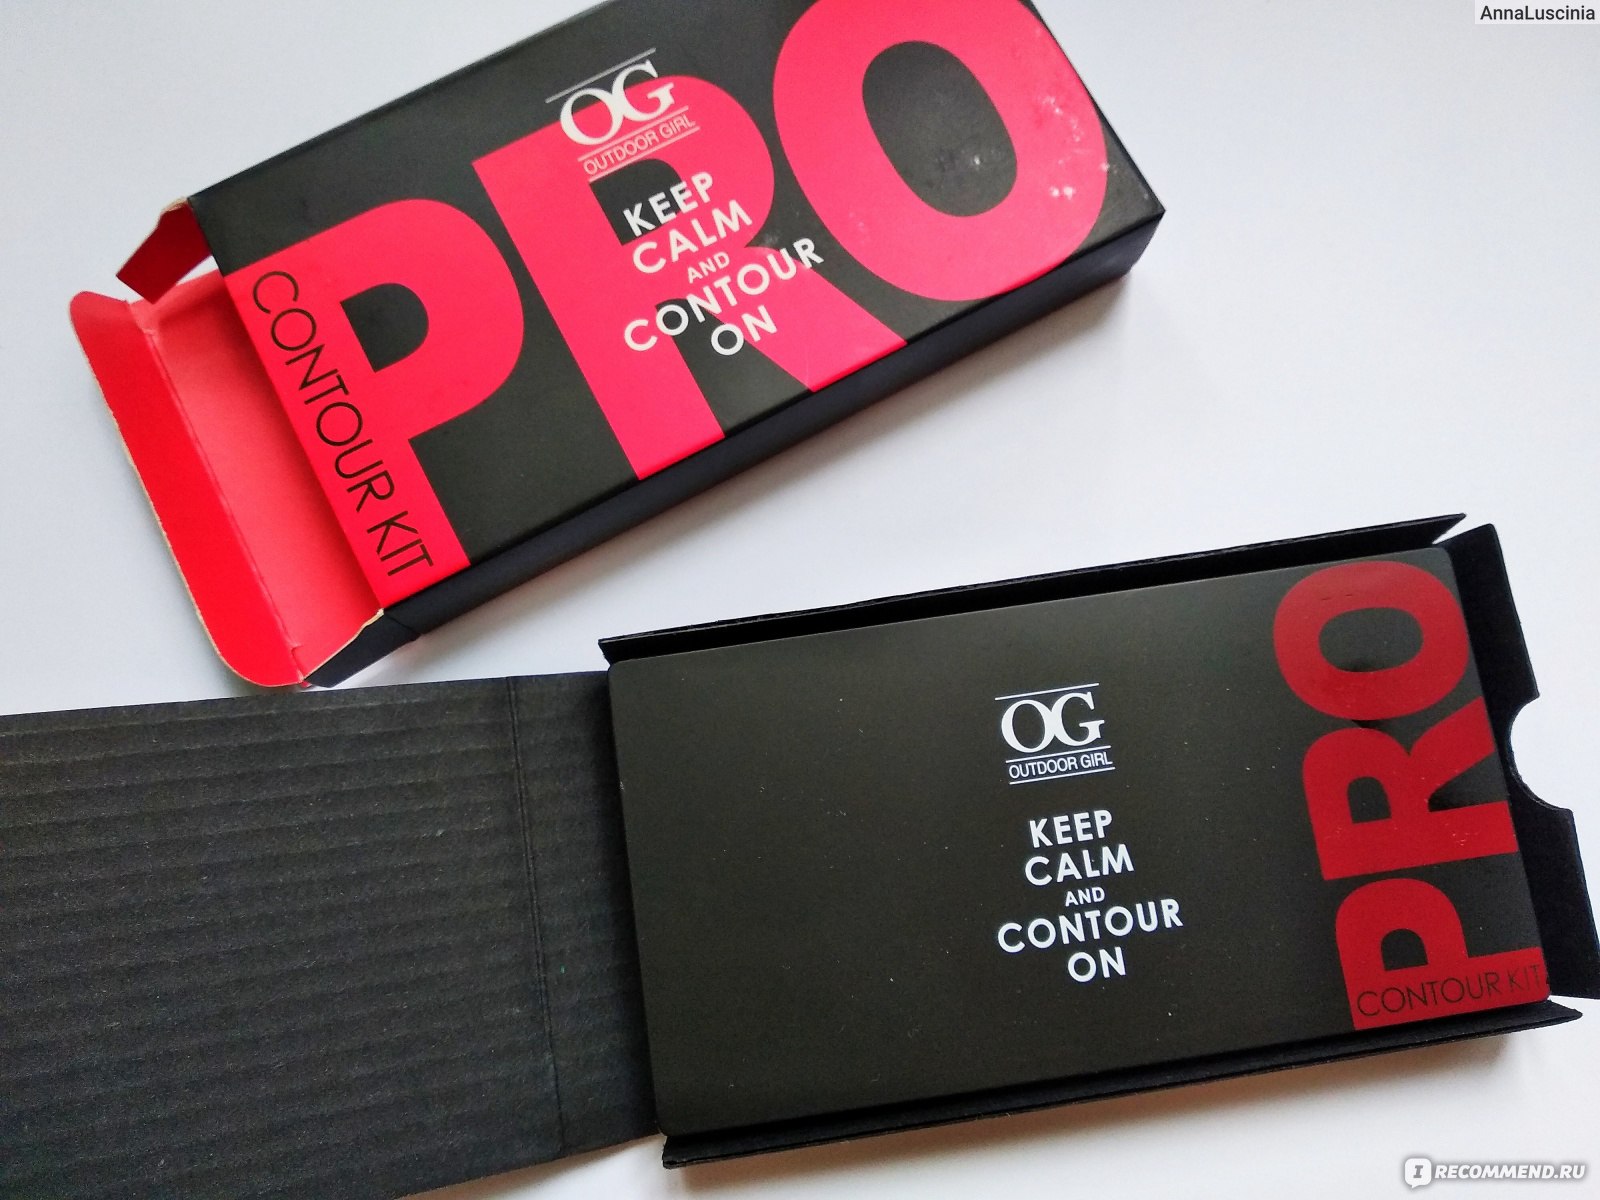 AnnaLuscinia
PRO
OG
OUTDOOR GIRL
KEEP
CALM
AND
CONTOUR
ON
CONTOUR KIT
OG
OUTDOOR GIRL
KEEP
CALM
AND
CONTOUR
ON
PRO
CONTOUR KIT
IRECOMMEND.RU